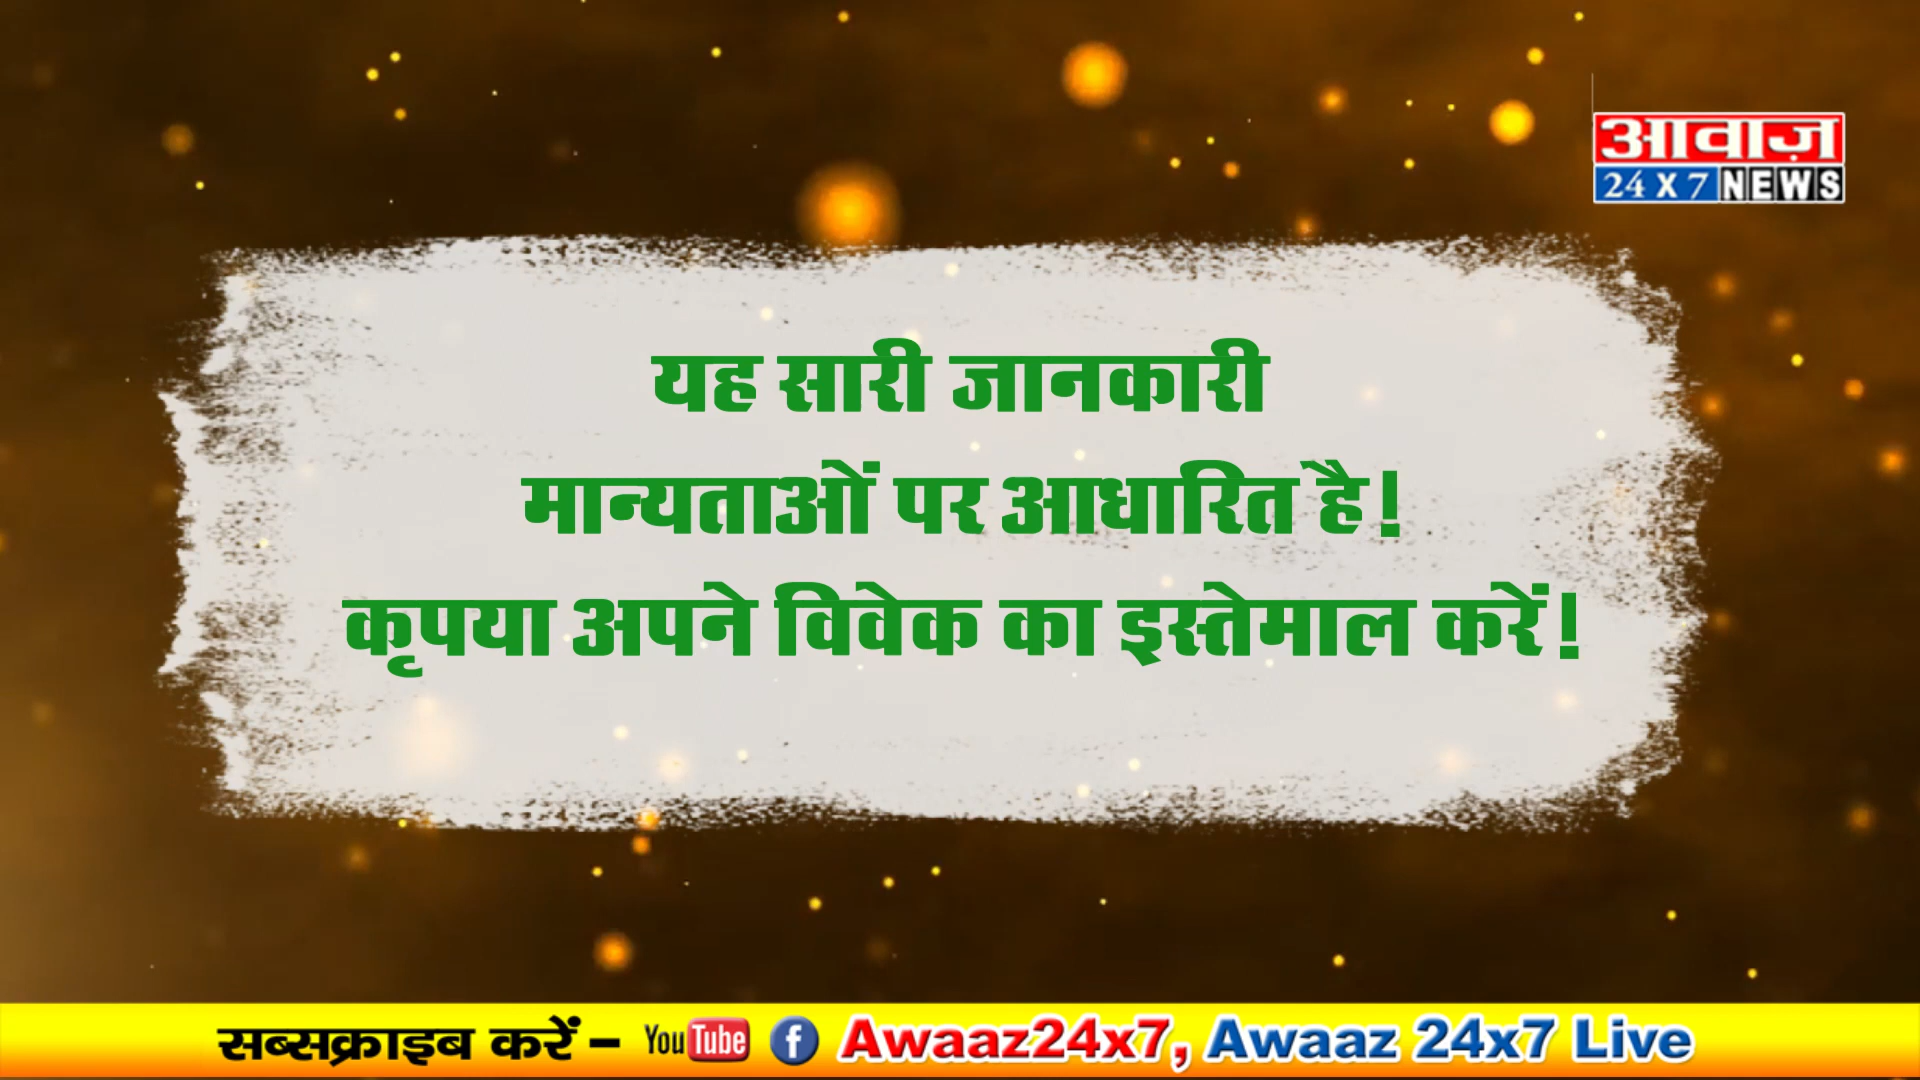 आवाज़
24 X 7 NEWS
यह सारी जानकारी
मान्यताओं पर आधारित है!
कृपया अपने विवेक का इस्तेमाल करें!
सब्सक्राइब करें – YouTube f Awaaz24x7, Awaaz 24x7 Live